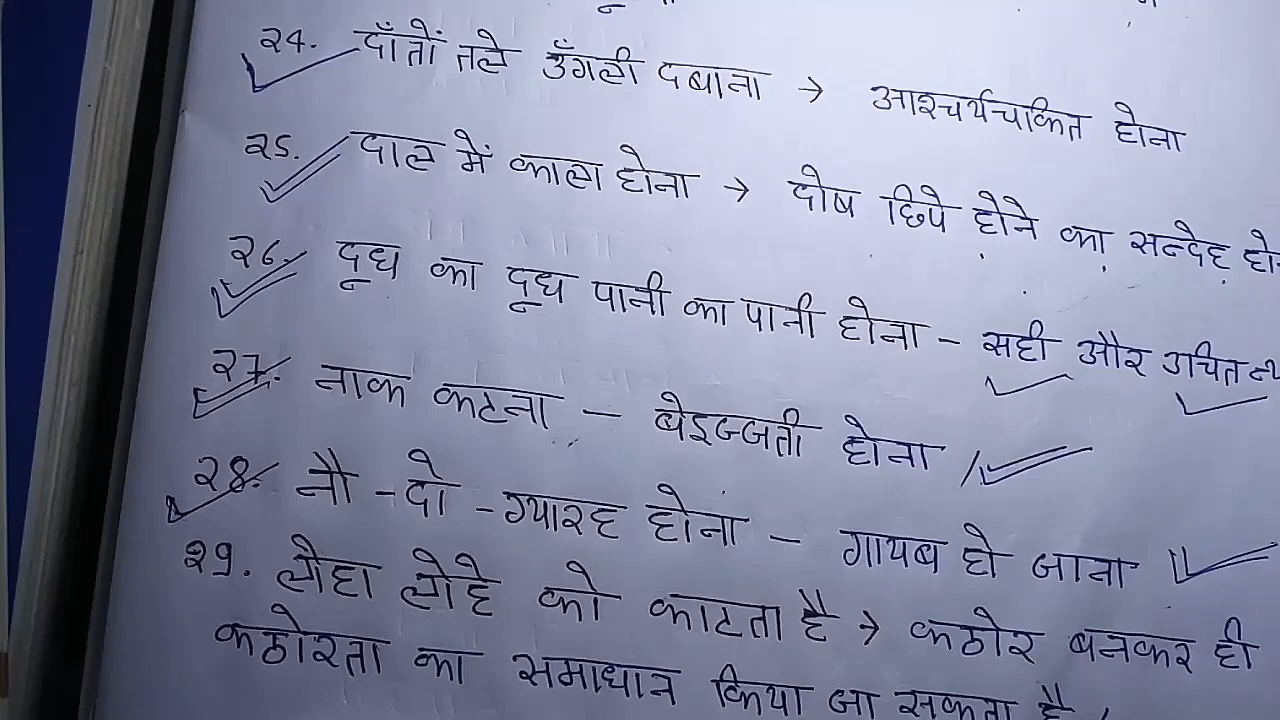 २४. दाँतों तले उँगली दबाना → आश्चर्यचकित होना
२५. दाल में काला होना → दोष छिपे होने का सन्देह
२६. दूध का दूध पानी का पानी होना - सही और उचित
२७. नाक कटना - बेइज्जती होना
२८. नौ - दो - ग्यारह होना - गायब हो जाना
२९. लोहा लोहे को काटता है → कठोर बनकर ही
कठोरता का समाधान किया जा सकता है